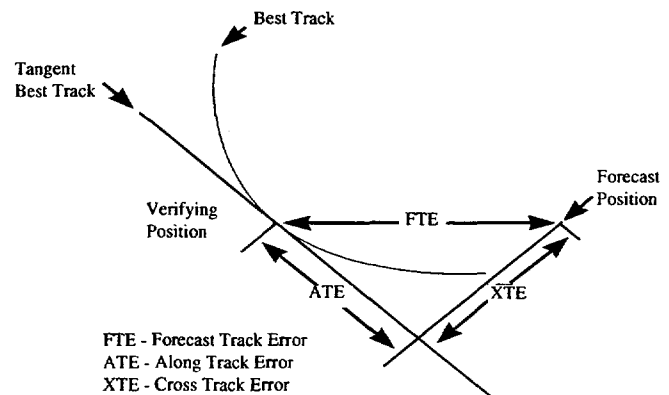 Best Track
Tangent
Best Track
Forecast
Position
Verifying
Position
FTE
ATE
XTE
FTE - Forecast Track Error
ATE - Along Track Error
XTE - Cross Track Error